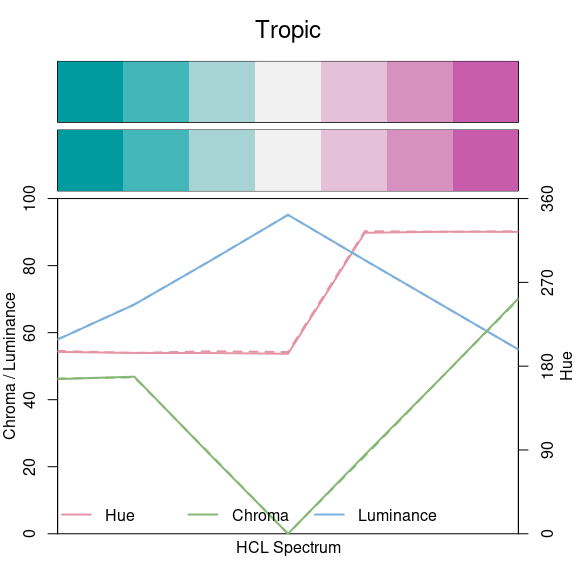 Tropic
100
80
60
40
20
0
Chroma / Luminance
360
270
180
90
0
Hue
Hue
Chroma
Luminance
HCL Spectrum